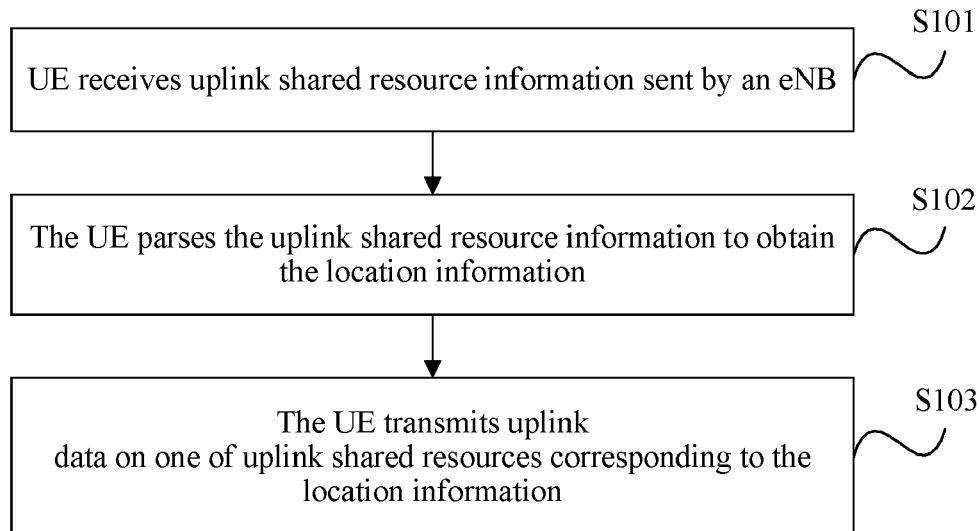 S101
UE receives uplink shared resource information sent by an eNB
S102
The UE parses the uplink shared resource information to obtain
the location information
S103
The UE transmits uplink
data on one of uplink shared resources corresponding to the
location information